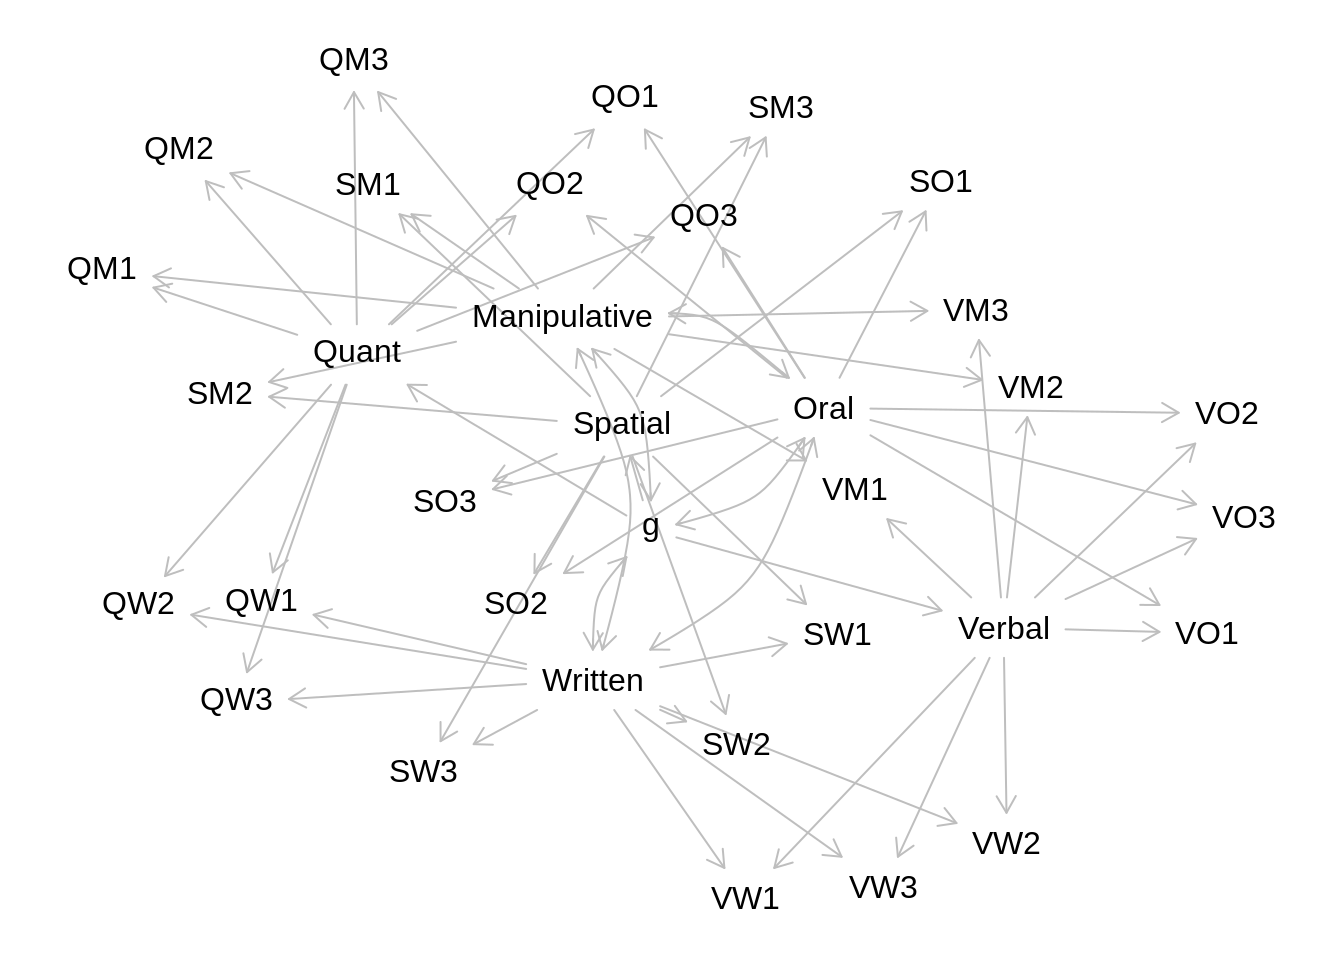 QM3
QO1
SM3
QM2
SM1
QO2
SO1
QO3
QM1
VM3
Manipulative
Quant
VM2
SM2
Oral
VO2
Spatial
VM1
SO3
VO3
g
QW1
QW2
SO2
Verbal
VO1
SW1
Written
QW3
SW2
SW3
VW2
VW3
VW1